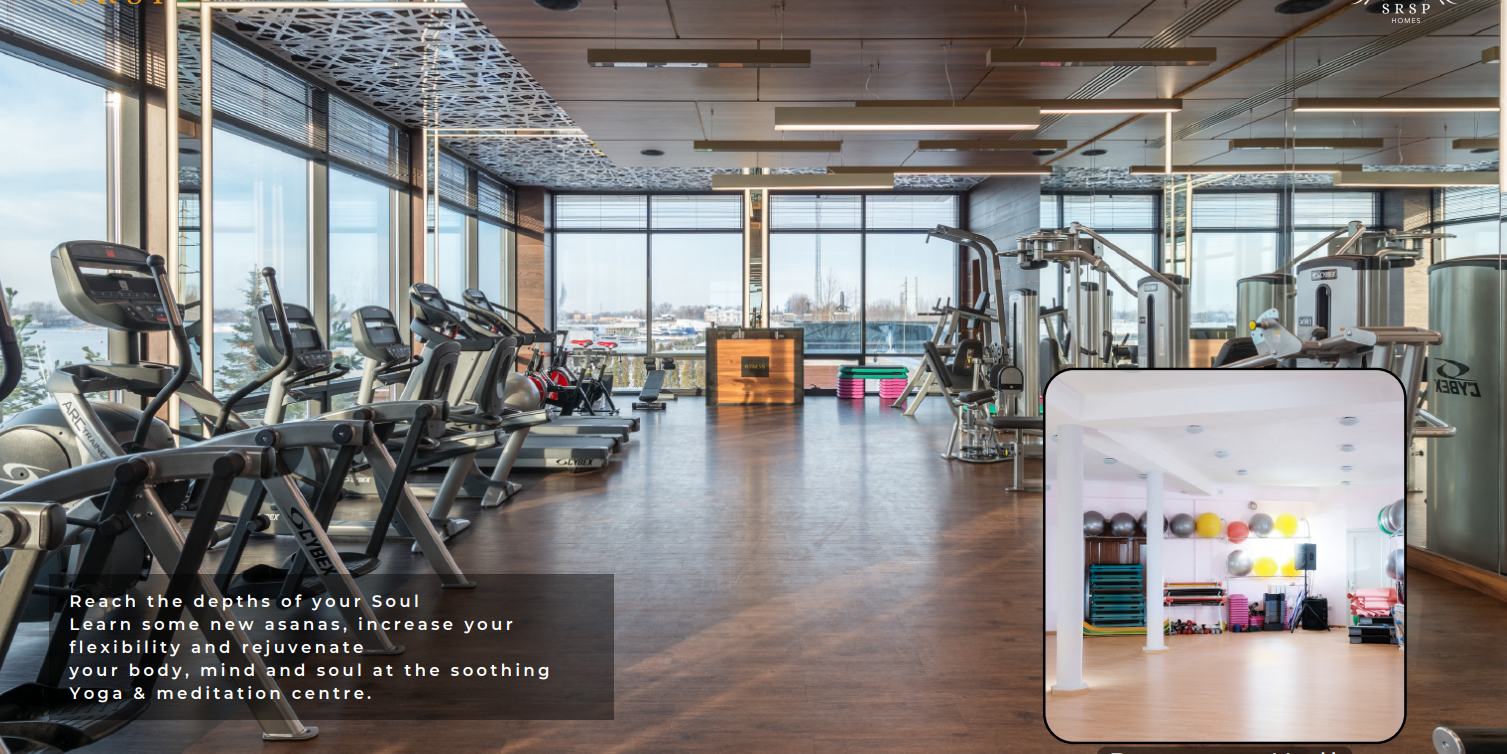 SRSP
HOMES
CYBEX
FITNESS
ARC TRAINER
CYBEX
CYBEX
CYBEX
Reach the depths of your Soul
Learn some new asanas, increase your
flexibility and rejuvenate
your body, mind and soul at the soothing
Yoga & meditation centre.